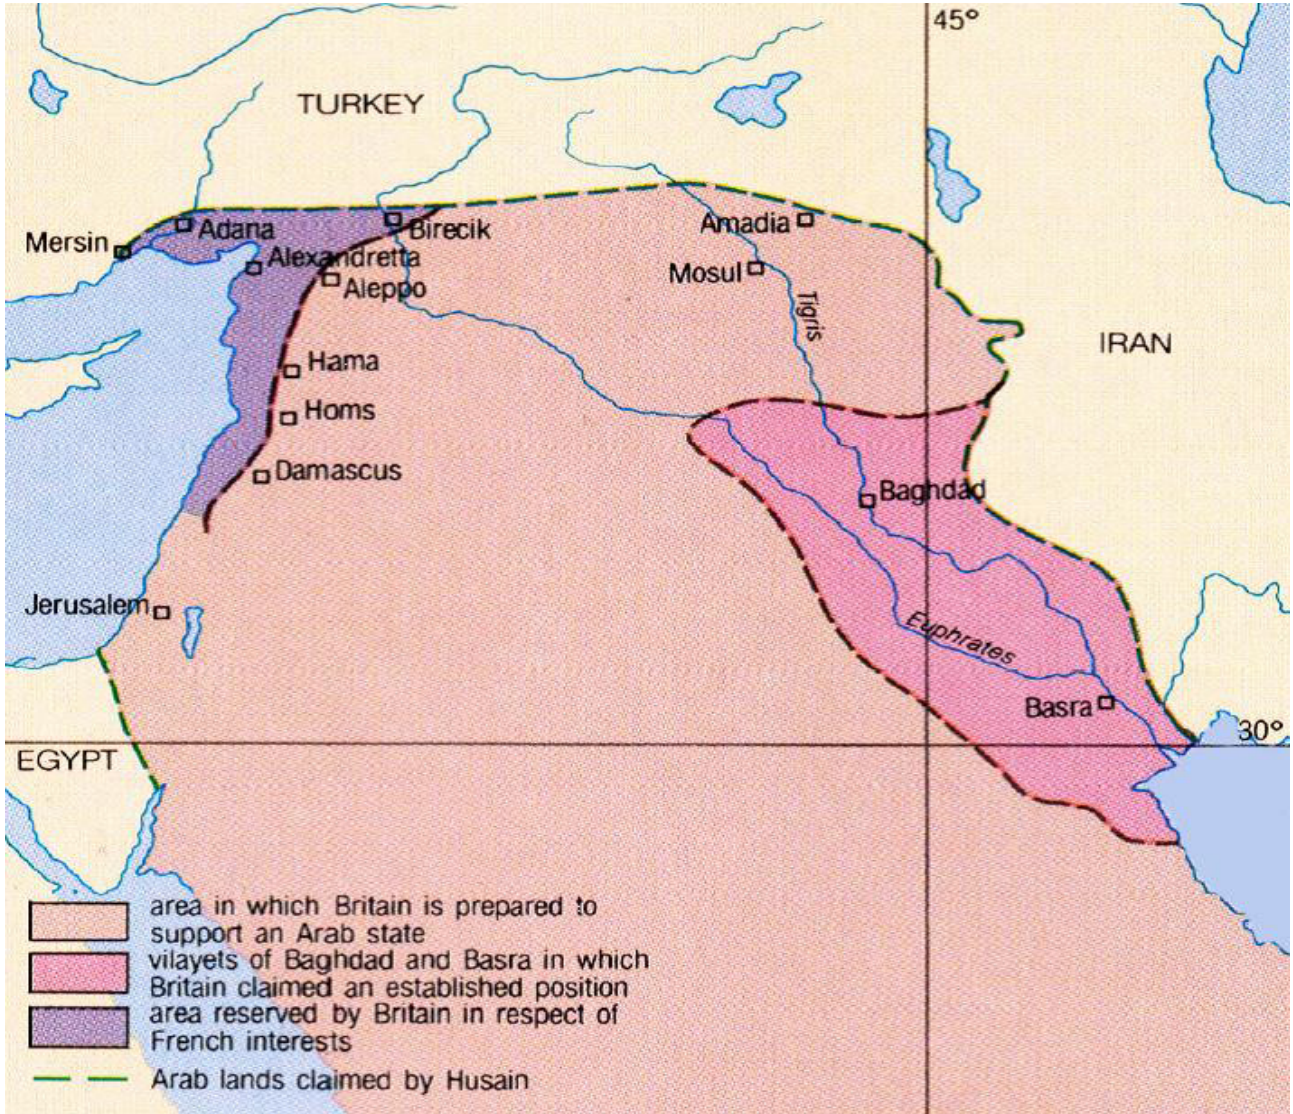 45°
TURKEY
Mersin
Adana
Birecik
Amadia
Alexandretta
Mosul
Aleppo
Tigris
IRAN
Hama
Homs
Damascus
Baghdad
Jerusalem
Euphrates
Basra
30°
EGYPT
area in which Britain is prepared to
support an Arab state
vilayets of Baghdad and Basra in which
Britain claimed an established position
area reserved by Britain in respect of
French interests
Arab lands claimed by Husain